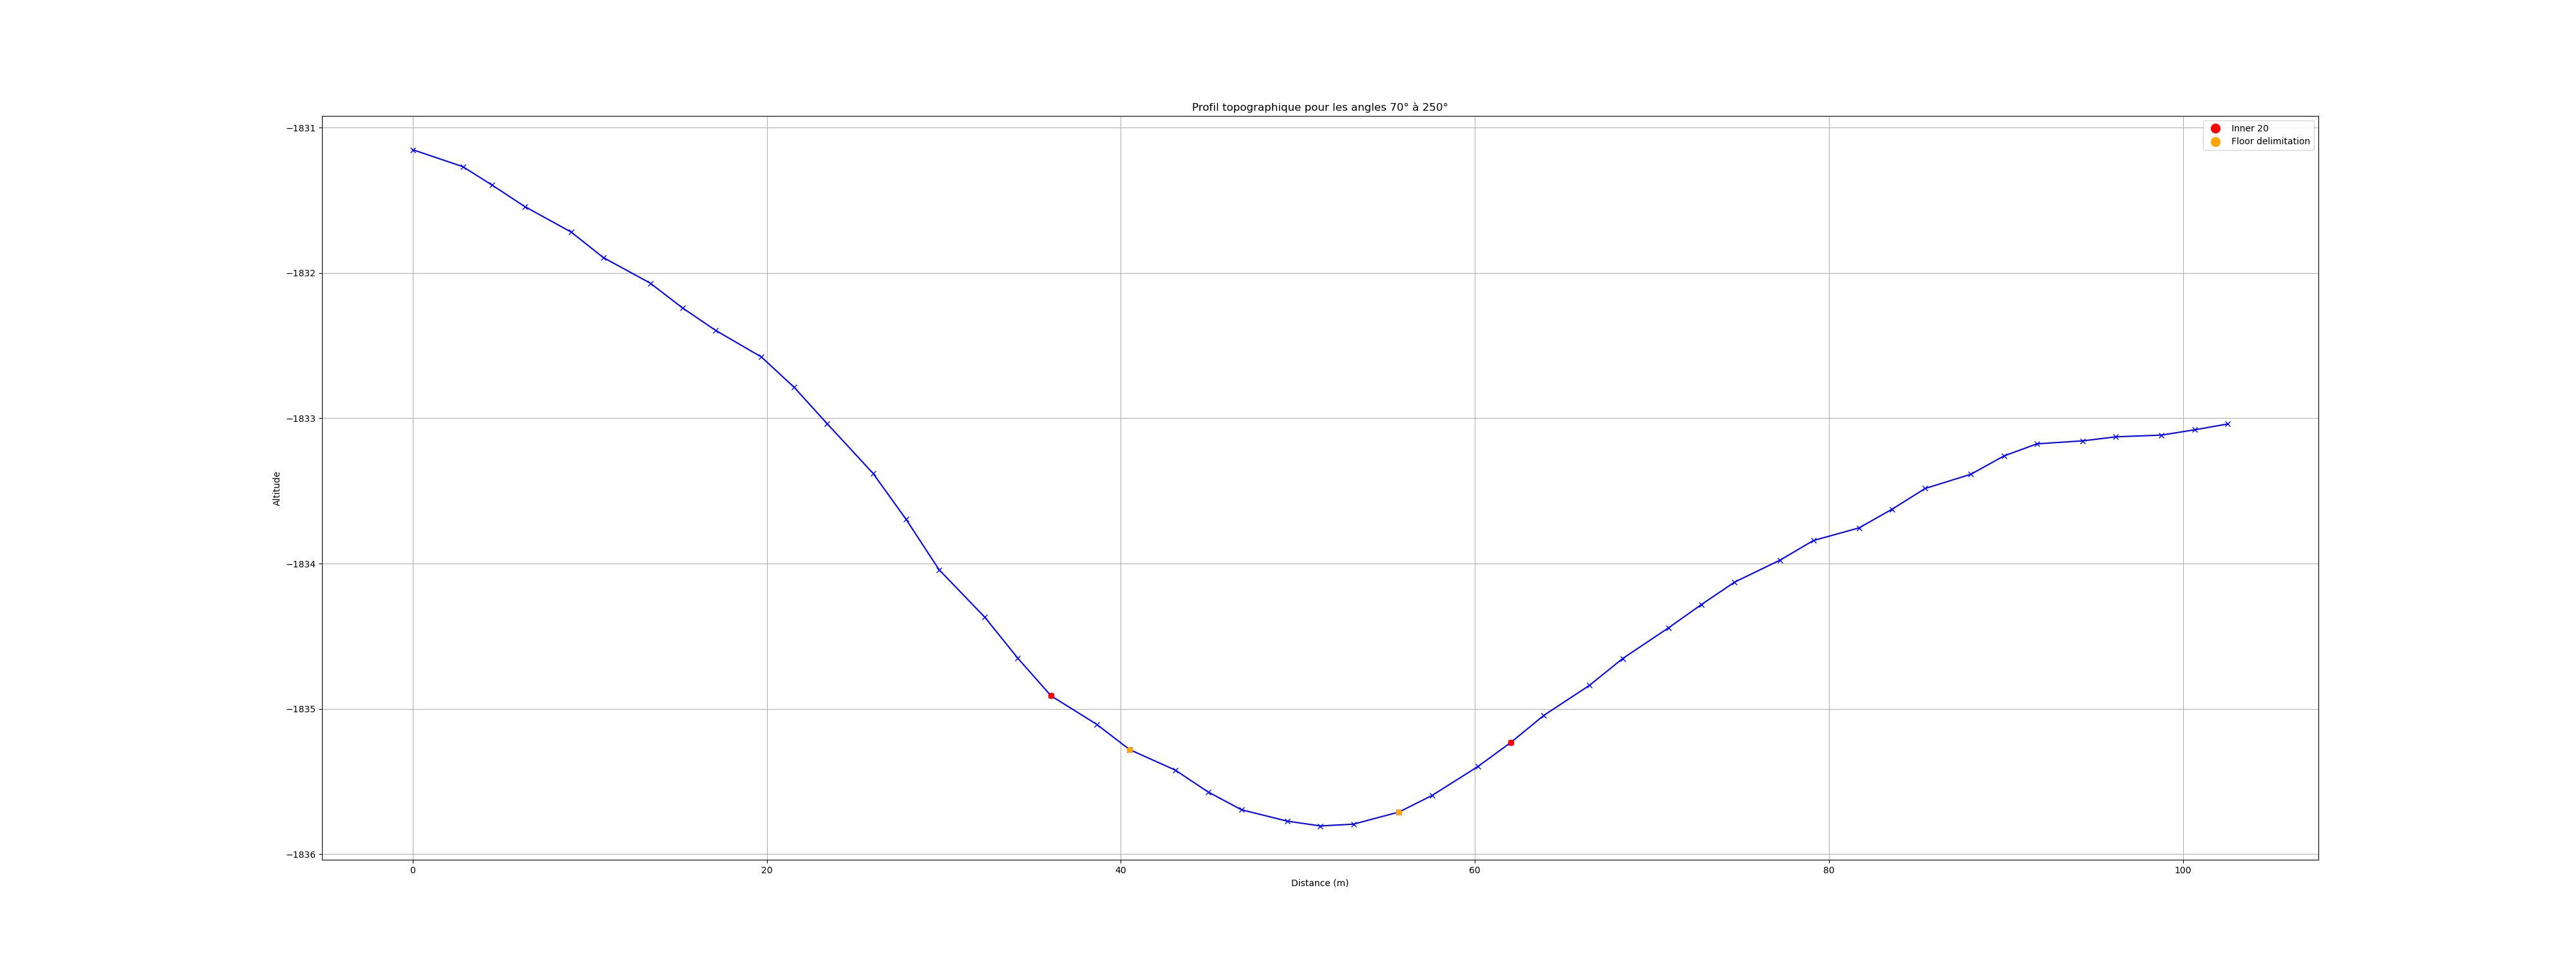 Profil topographique pour les angles 70° à 250°
Inner 20
Floor delimitation
−1831
−1832
−1833
−1834
−1835
−1836
Altitude
0 20 40 60 80 100
Distance (m)